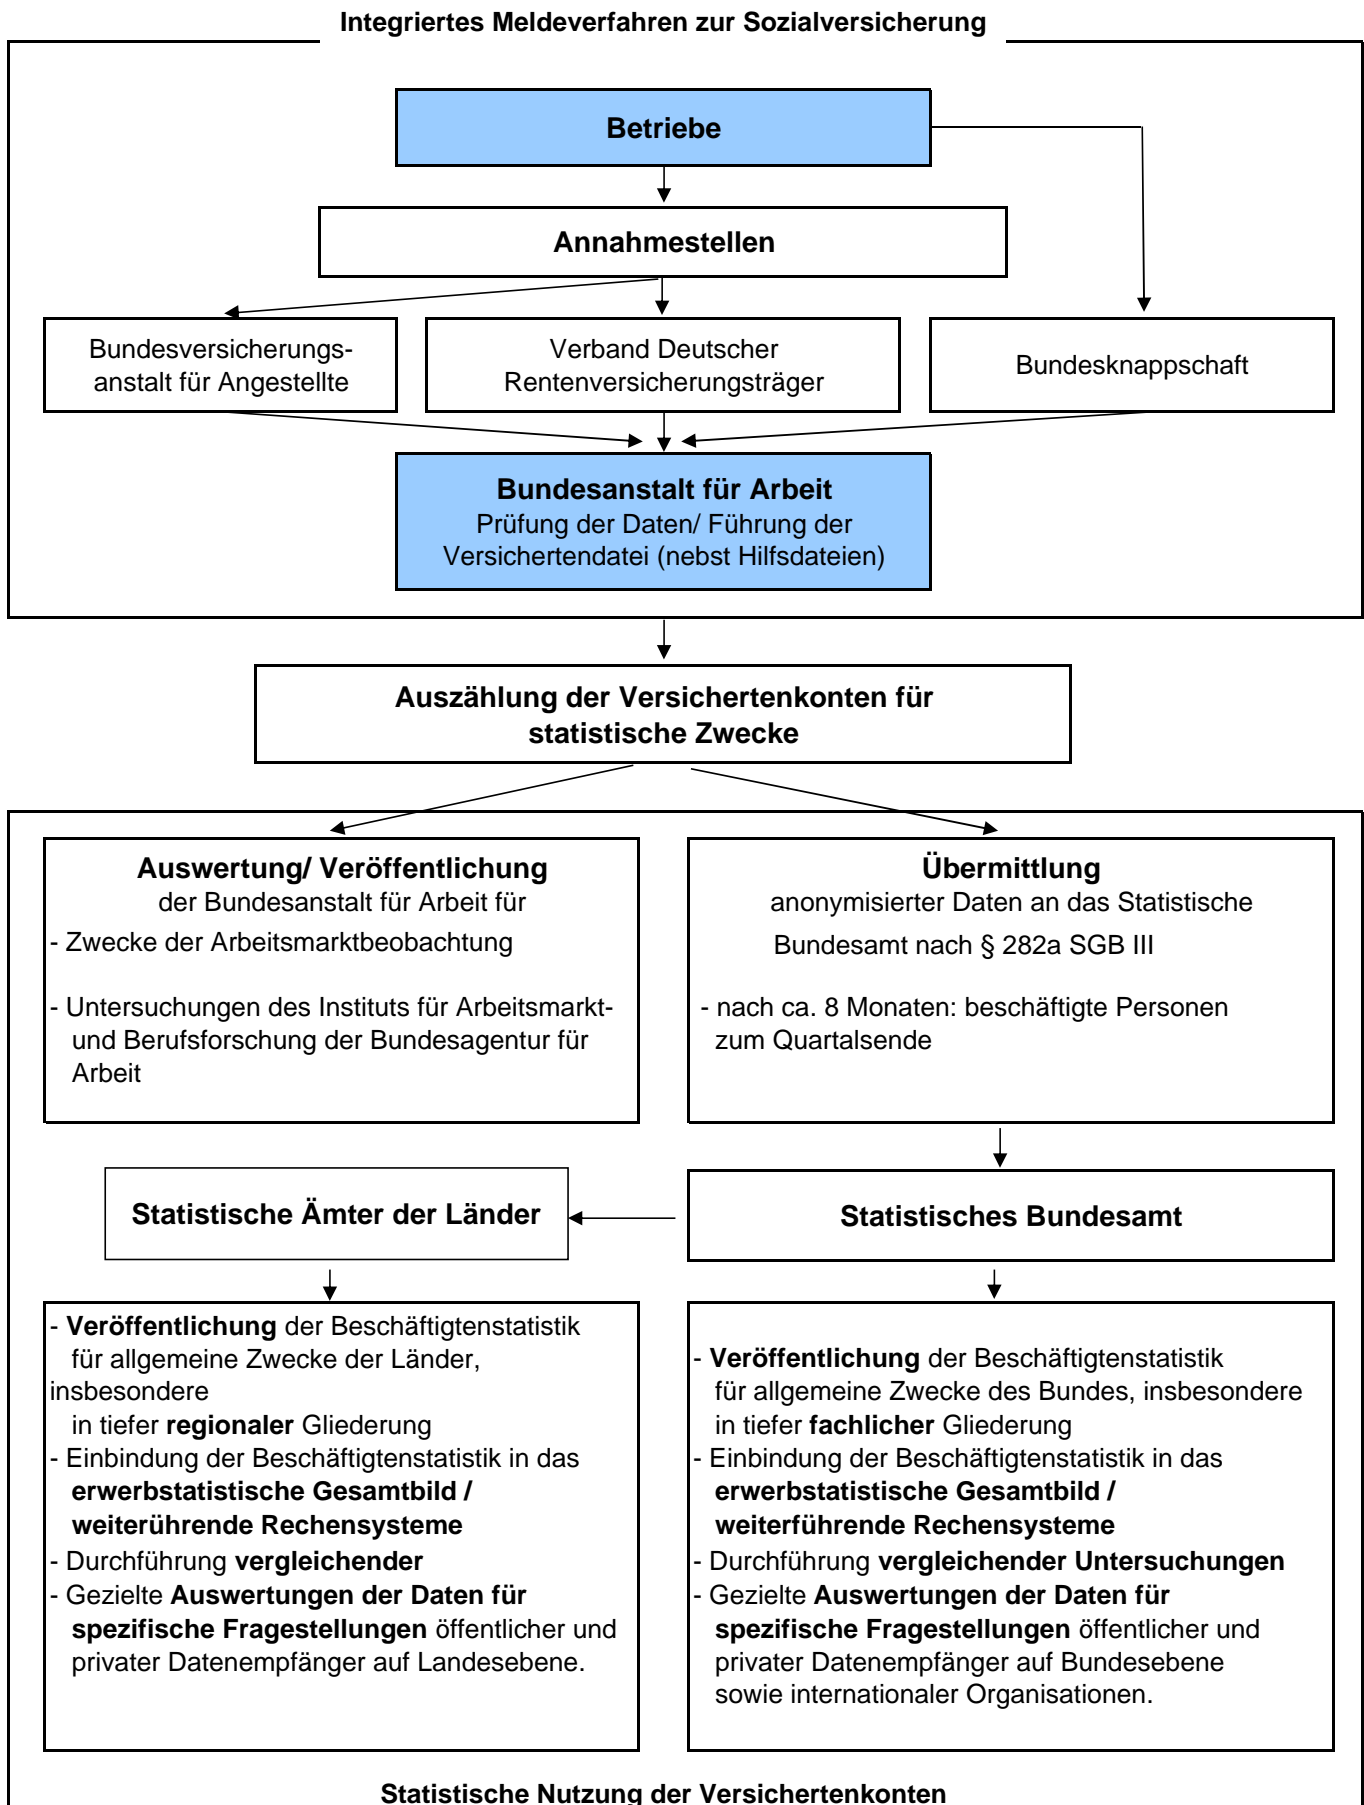 Integriertes Meldeverfahren zur Sozialversicherung
Betriebe
Annahmestellen
Bundesversicherungs-
anstalt für Angestellte
Verband Deutscher
Rentenversicherungsträger
Bundesknappschaft
Bundesanstalt für Arbeit
Prüfung der Daten/ Führung der
Versichertendatei (nebst Hilfsdateien)
Auszählung der Versichertenkonten für
statistische Zwecke
Auswertung/ Veröffentlichung
der Bundesanstalt für Arbeit für
- Zwecke der Arbeitsmarktbeobachtung
- Untersuchungen des Instituts für Arbeitsmarkt-
und Berufsforschung der Bundesagentur für
Arbeit
Übermittlung
anonymisierter Daten an das Statistische
Bundesamt nach § 282a SGB III
- nach ca. 8 Monaten: beschäftigte Personen
zum Quartalsende
Statistische Ämter der Länder
Statistisches Bundesamt
- Veröffentlichung der Beschäftigtenstatistik
für allgemeine Zwecke der Länder,
insbesondere
in tiefer regionaler Gliederung
- Einbindung der Beschäftigtenstatistik in das
erwerbstatistische Gesamtbild /
weiterührende Rechensysteme
- Durchführung vergleichender
- Gezielte Auswertungen der Daten für
spezifische Fragestellungen öffentlicher und
privater Datenempfänger auf Landesebene.
- Veröffentlichung der Beschäftigtenstatistik
für allgemeine Zwecke des Bundes, insbesondere
in tiefer fachlicher Gliederung
- Einbindung der Beschäftigtenstatistik in das
erwerbstatistische Gesamtbild /
weiterführende Rechensysteme
- Durchführung vergleichender Untersuchungen
- Gezielte Auswertungen der Daten für
spezifische Fragestellungen öffentlicher und
privater Datenempfänger auf Bundesebene
sowie internationaler Organisationen.
Statistische Nutzung der Versichertenkonten